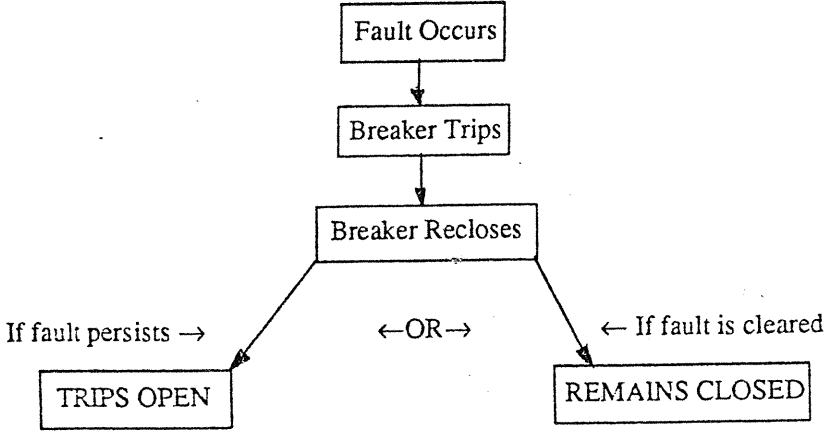 Fault Occurs
Breaker Trips
Breaker Recloses
If fault persists →
←OR→
← If fault is cleared
TRIPS OPEN
REMAINS CLOSED